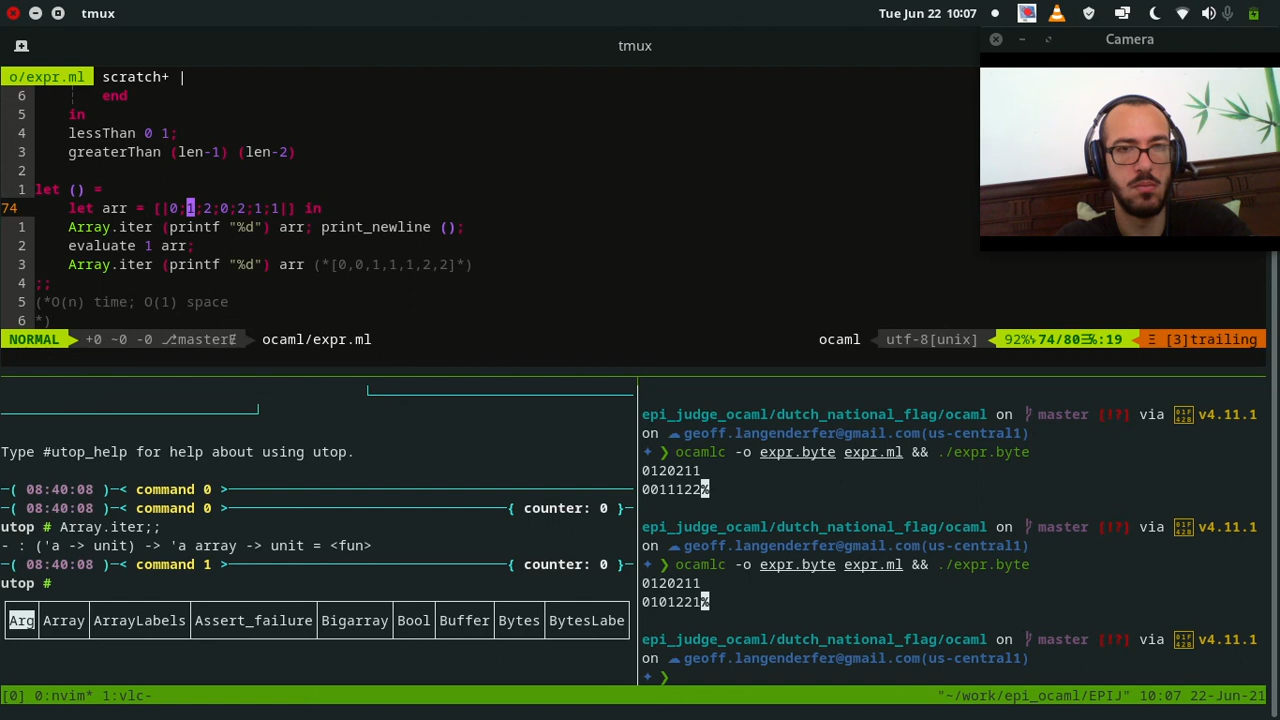 tmux
Tue Jun 22 10:07
tmux
Camera
o/expr.ml scratch+ |
6 end
5 in
4 lessThan 0 1;
3 greaterThan (len-1) (len-2)
2
1 let () =
74 let arr = [|0;1;2;0;2;1;1|] in
1 Array.iter (printf "%d") arr; print_newline ();
2 evaluate 1 arr;
3 Array.iter (printf "%d") arr (*[0,0,1,1,1,2,2]*)
4 ;;
5 (*O(n) time; O(1) space
6 *)
NORMAL +0 ~0 -0 master ocaml/expr.ml ocaml utf-8[unix] 92% 74/80 :19 Ξ [3]trailing
Type #utop_help for help about using utop.
─( 08:40:08 )─< command 0 >
─( 08:40:08 )─< command 0 >─{ counter: 0 }─
utop # Array.iter;;
- : ('a -> unit) -> 'a array -> unit = <fun>
─( 08:40:08 )─< command 1 >─{ counter: 0 }─
utop #
Arg Array ArrayLabels Assert_failure Bigarray Bool Buffer Bytes BytesLabe
epi_judge_ocaml/dutch_national_flag/ocaml on master [!?] via v4.11.1
on geoff.langenderfer@gmail.com(us-central1)
✦ ❯ ocamlc -o expr.byte expr.ml && ./expr.byte
0120211
0011122%
epi_judge_ocaml/dutch_national_flag/ocaml on master [!?] via v4.11.1
on geoff.langenderfer@gmail.com(us-central1)
✦ ❯ ocamlc -o expr.byte expr.ml && ./expr.byte
0120211
0101221%
epi_judge_ocaml/dutch_national_flag/ocaml on master [!?] via v4.11.1
on geoff.langenderfer@gmail.com(us-central1)
✦ ❯
[0] 0:nvim* 1:vlc- "~/work/epi_ocaml/EPIJ" 10:07 22-Jun-21